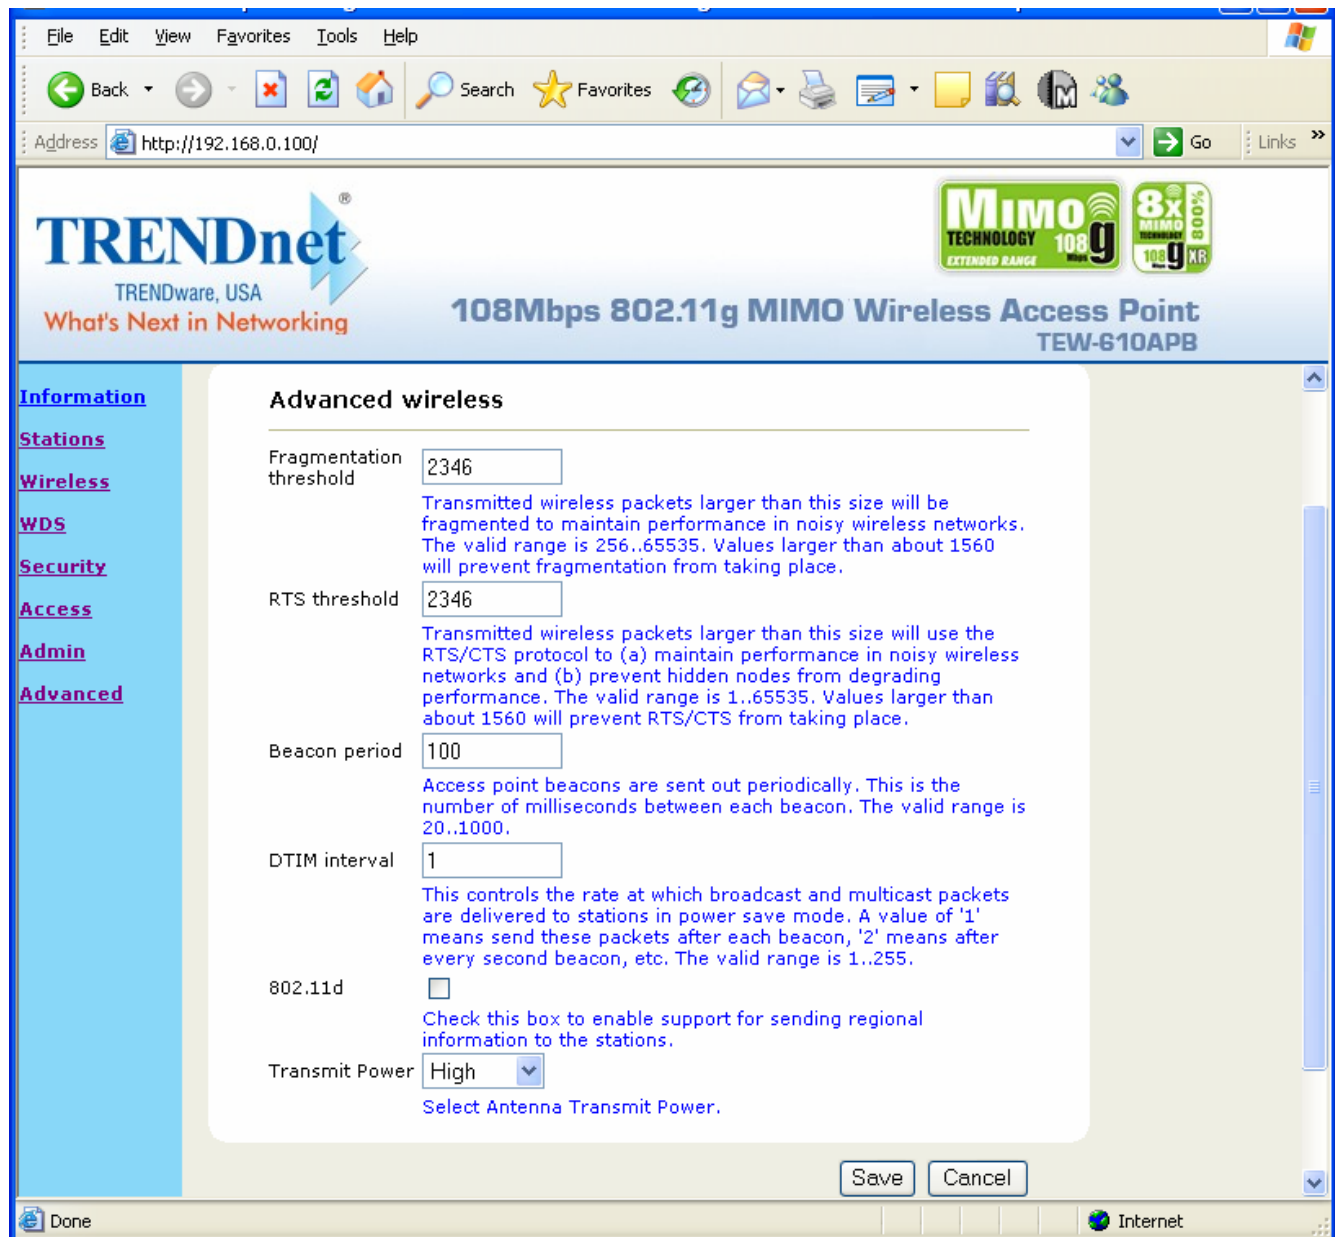 File Edit View Favorites Tools Help
Back Search Favorites
Address http://192.168.0.100/ Go Links »
TRENDnet®
TRENDware, USA
What's Next in Networking
MIMO
TECHNOLOGY 108 g
Mbps
EXTENDED RANGE
8x 800%
MIMO
TECHNOLOGY
108 g XR
Mbps
108Mbps 802.11g MIMO Wireless Access Point
TEW-610APB
Information
Stations
Wireless
WDS
Security
Access
Admin
Advanced
Advanced wireless
Fragmentation
threshold
2346
Transmitted wireless packets larger than this size will be
fragmented to maintain performance in noisy wireless networks.
The valid range is 256..65535. Values larger than about 1560
will prevent fragmentation from taking place.
RTS threshold 2346
Transmitted wireless packets larger than this size will use the
RTS/CTS protocol to (a) maintain performance in noisy wireless
networks and (b) prevent hidden nodes from degrading
performance. The valid range is 1..65535. Values larger than
about 1560 will prevent RTS/CTS from taking place.
Beacon period 100
Access point beacons are sent out periodically. This is the
number of milliseconds between each beacon. The valid range is
20..1000.
DTIM interval 1
This controls the rate at which broadcast and multicast packets
are delivered to stations in power save mode. A value of '1'
means send these packets after each beacon, '2' means after
every second beacon, etc. The valid range is 1..255.
802.11d
Check this box to enable support for sending regional
information to the stations.
Transmit Power High
Select Antenna Transmit Power.
Save Cancel
Done Internet